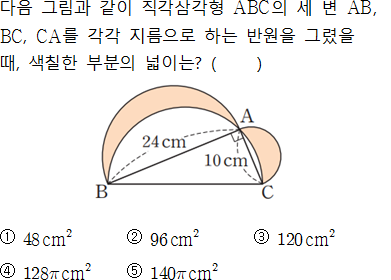 다음 그림과 같이 직각삼각형 ABC의 세 변 AB,
BC, CA를 각각 지름으로 하는 반원을 그렸을
때, 색칠한 부분의 넓이는? (     )
A
24 cm
10 cm
B
C
① 48 cm² ② 96 cm² ③ 120 cm²
④ 128π cm² ⑤ 140π cm²